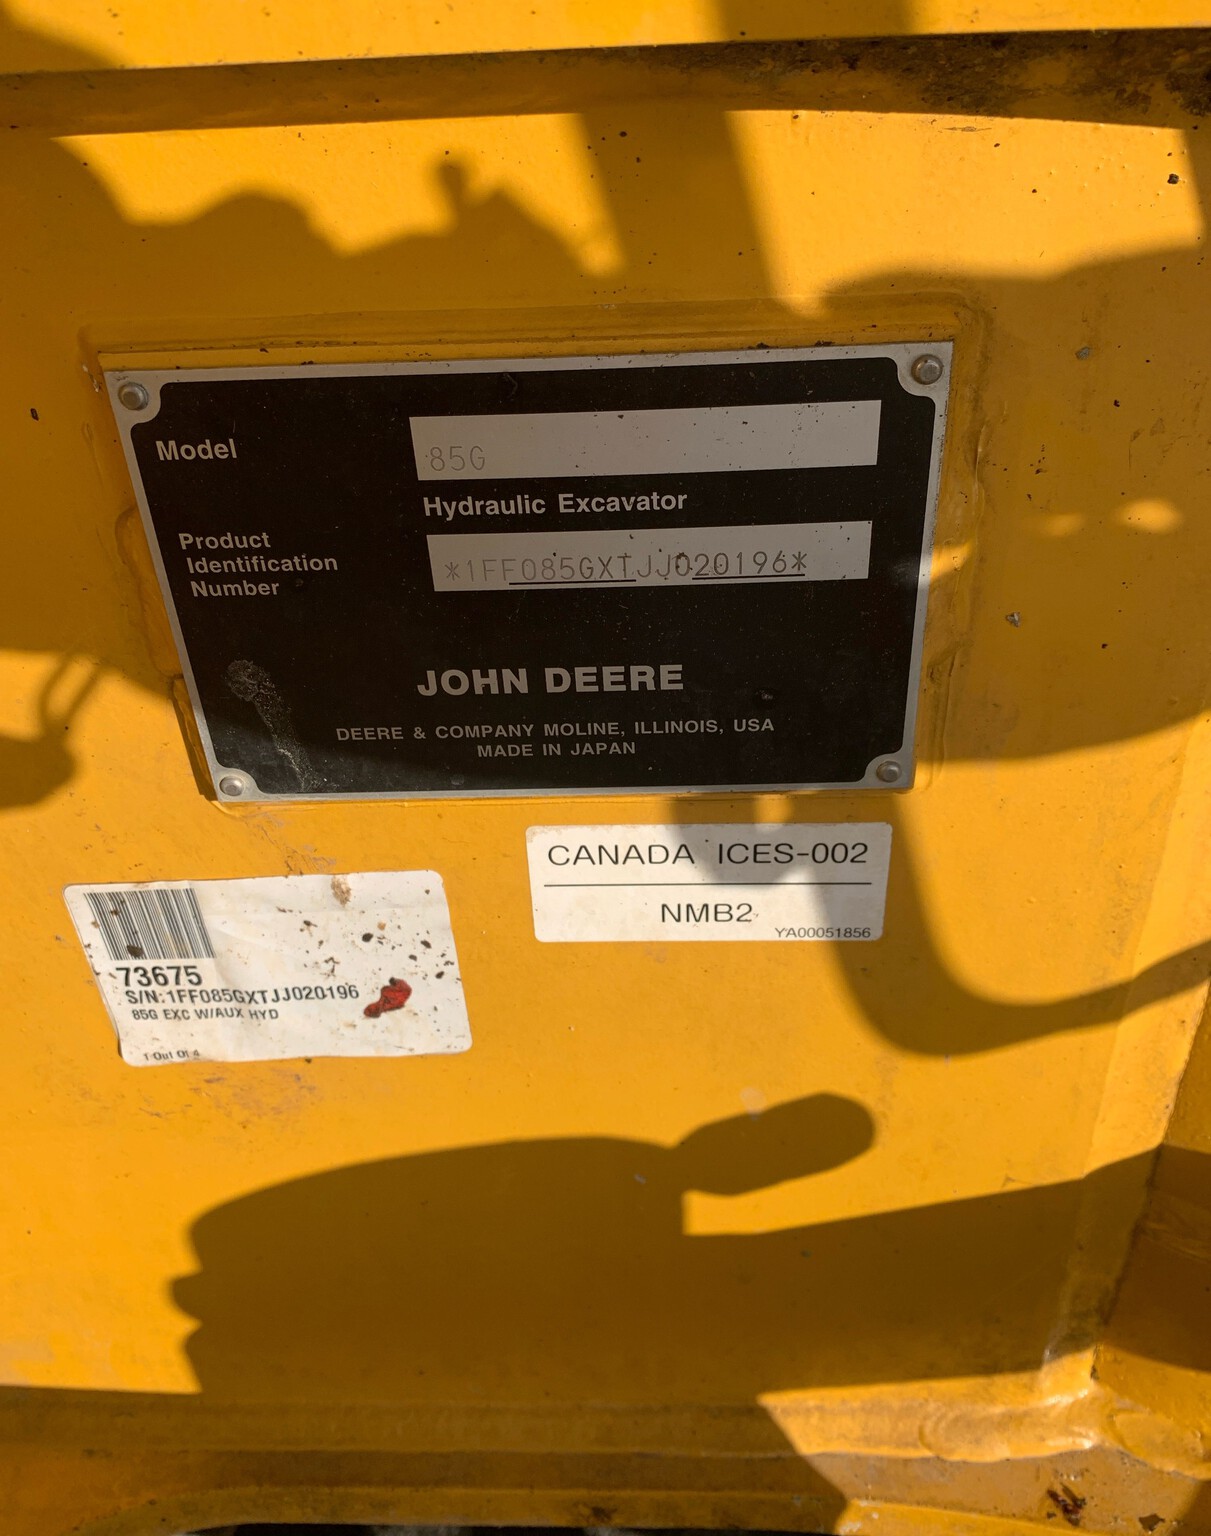 Model
85G
Hydraulic Excavator
Product
Identification
Number
*1FF085GXTJJ020196*
JOHN DEERE
DEERE & COMPANY MOLINE, ILLINOIS, USA
MADE IN JAPAN
CANADA ICES-002
NMB2
YA00051856
73675
S/N:1FF085GXTJJ020196
85G EXC W/AUX HYD
1 Out Of 4